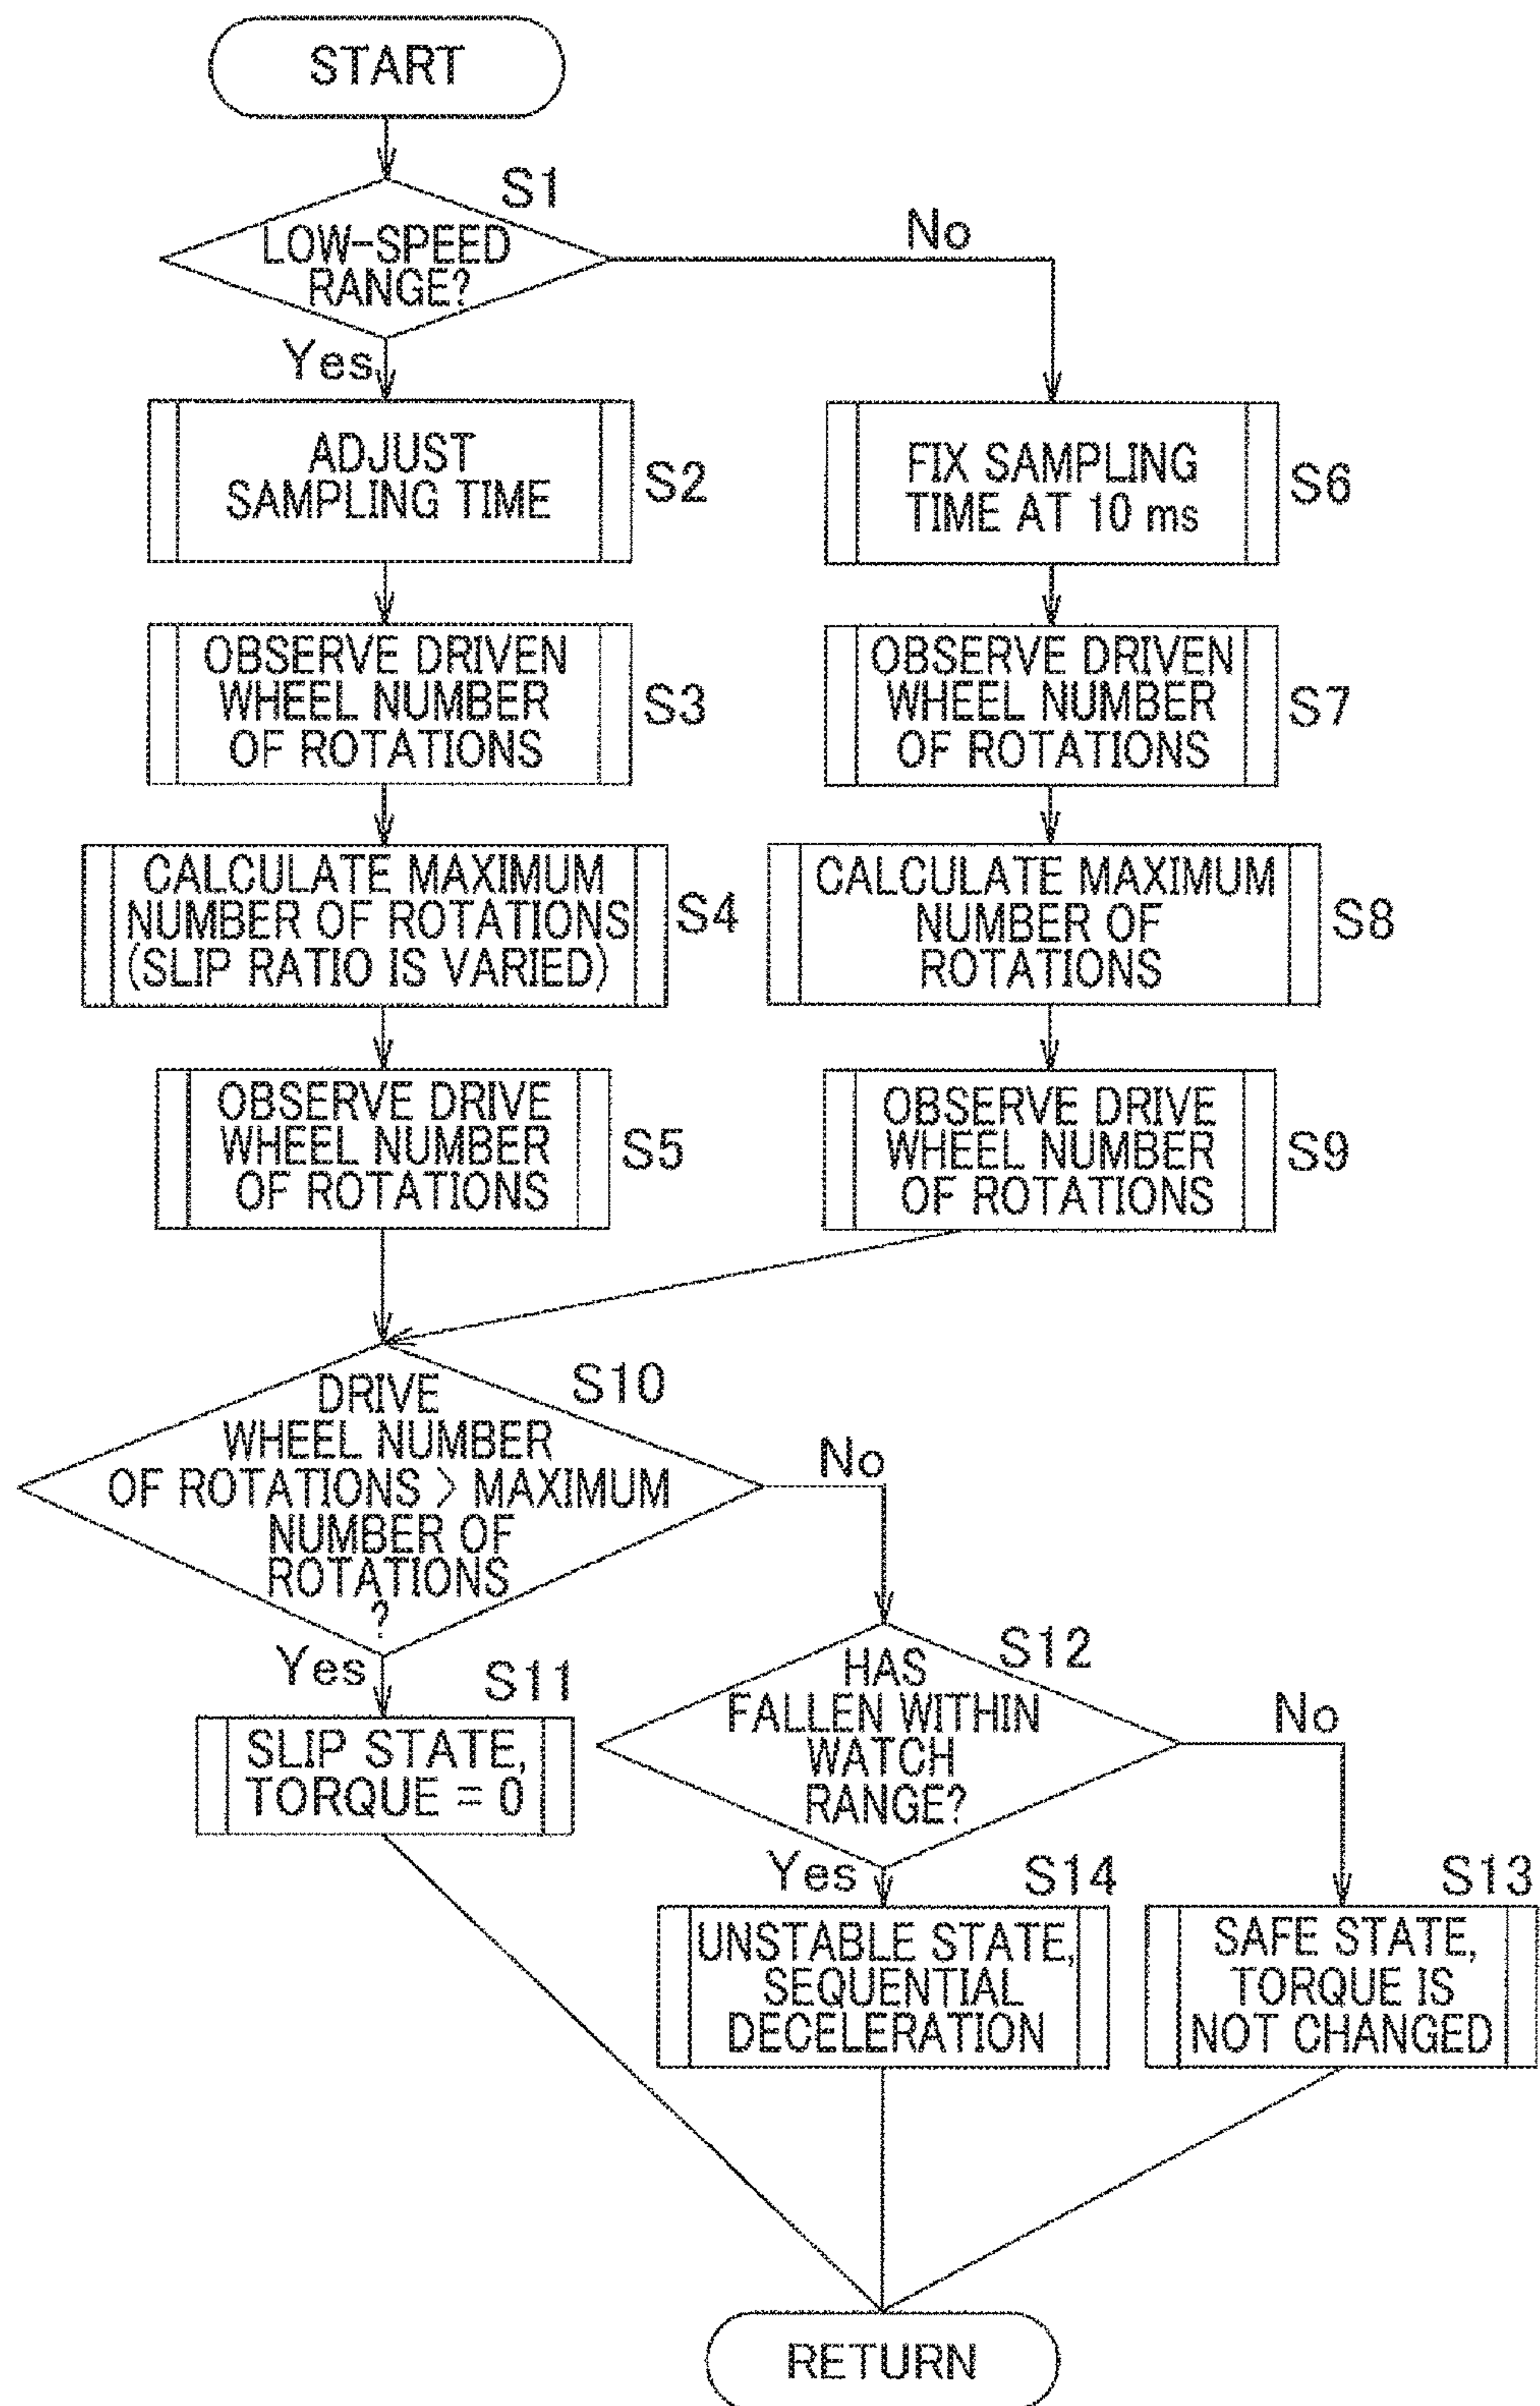 START
S1
LOW-SPEED
RANGE?
No
Yes
ADJUST
SAMPLING TIME
S2
FIX SAMPLING
TIME AT 10 ms
S6
OBSERVE DRIVEN
WHEEL NUMBER
OF ROTATIONS
S3
OBSERVE DRIVEN
WHEEL NUMBER
OF ROTATIONS
S7
CALCULATE MAXIMUM
NUMBER OF ROTATIONS
(SLIP RATIO IS VARIED)
S4
CALCULATE MAXIMUM
NUMBER OF
ROTATIONS
S8
OBSERVE DRIVE
WHEEL NUMBER
OF ROTATIONS
S5
OBSERVE DRIVE
WHEEL NUMBER
OF ROTATIONS
S9
S10
DRIVE
WHEEL NUMBER
OF ROTATIONS > MAXIMUM
NUMBER OF
ROTATIONS
?
No
Yes
S11
SLIP STATE,
TORQUE = 0
S12
HAS
FALLEN WITHIN
WATCH
RANGE?
No
Yes
S14
UNSTABLE STATE,
SEQUENTIAL
DECELERATION
S13
SAFE STATE,
TORQUE IS
NOT CHANGED
RETURN